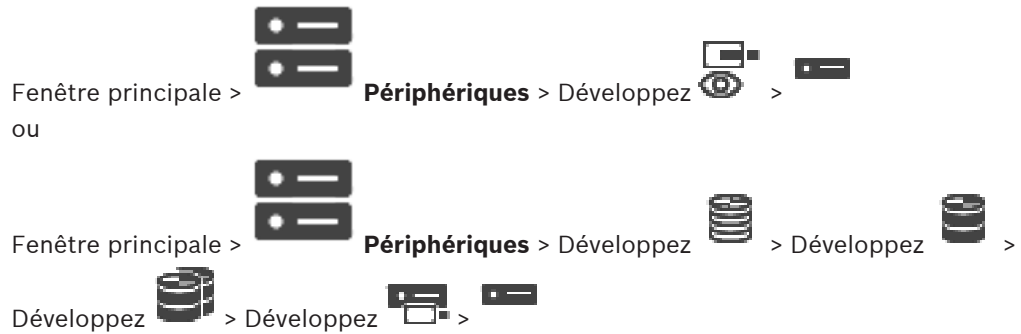 Fenêtre principale > Périphériques > Développez >
ou
Fenêtre principale > Périphériques > Développez > Développez >
Développez > Développez >